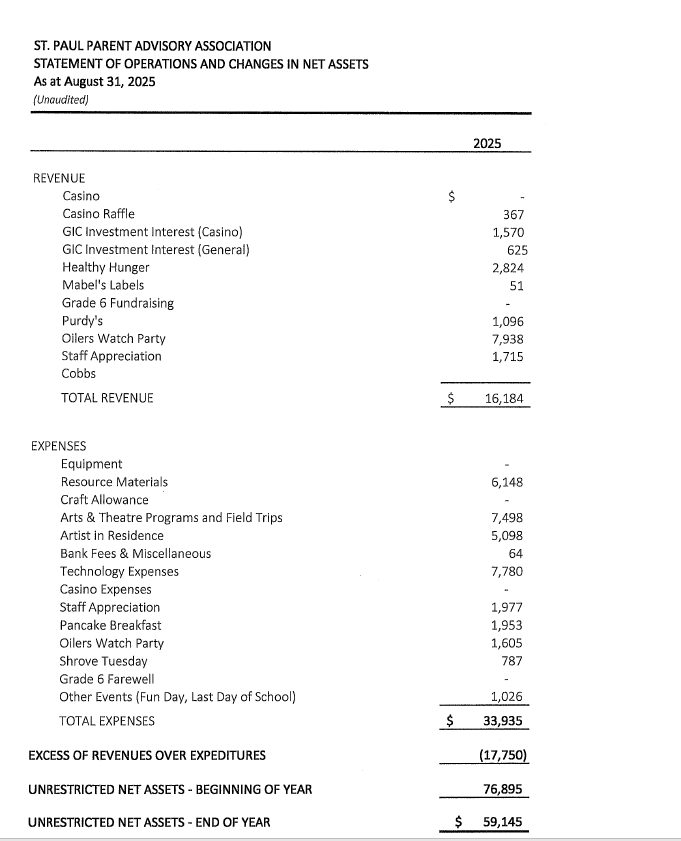 ST. PAUL PARENT ADVISORY ASSOCIATION
STATEMENT OF OPERATIONS AND CHANGES IN NET ASSETS
As at August 31, 2025
(Unaudited)
2025
REVENUE
Casino $ -
Casino Raffle 367
GIC Investment Interest (Casino) 1,570
GIC Investment Interest (General) 625
Healthy Hunger 2,824
Mabel's Labels 51
Grade 6 Fundraising -
Purdy's 1,096
Oilers Watch Party 7,938
Staff Appreciation 1,715
Cobbs
TOTAL REVENUE $ 16,184
EXPENSES
Equipment -
Resource Materials 6,148
Craft Allowance -
Arts & Theatre Programs and Field Trips 7,498
Artist in Residence 5,098
Bank Fees & Miscellaneous 64
Technology Expenses 7,780
Casino Expenses -
Staff Appreciation 1,977
Pancake Breakfast 1,953
Oilers Watch Party 1,605
Shrove Tuesday 787
Grade 6 Farewell -
Other Events (Fun Day, Last Day of School) 1,026
TOTAL EXPENSES $ 33,935
EXCESS OF REVENUES OVER EXPEDITURES (17,750)
UNRESTRICTED NET ASSETS - BEGINNING OF YEAR 76,895
UNRESTRICTED NET ASSETS - END OF YEAR $ 59,145